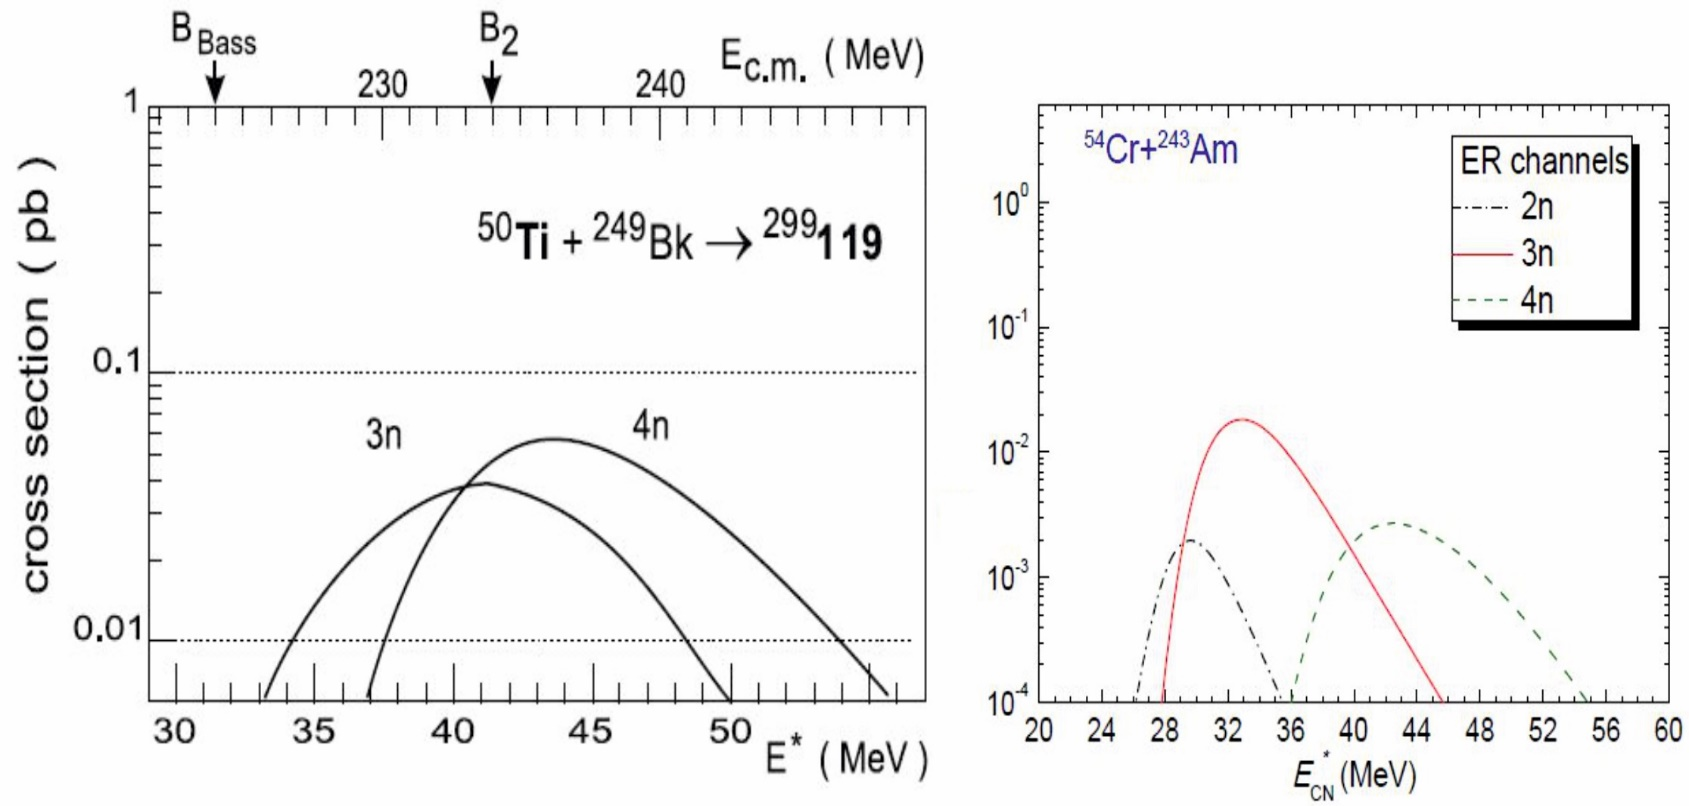 B Bass
B2
E c.m. ( MeV)
230
240
1
0.1
0.01
cross section ( pb )
50Ti + 249Bk → 299119
3n
4n
30 35 40 45 50
E* ( MeV )
54Cr+243Am
ER channels
2n
3n
4n
10^0
10^-1
10^-2
10^-3
10^-4
20 24 28 32 36 40 44 48 52 56 60
E*CN (MeV)